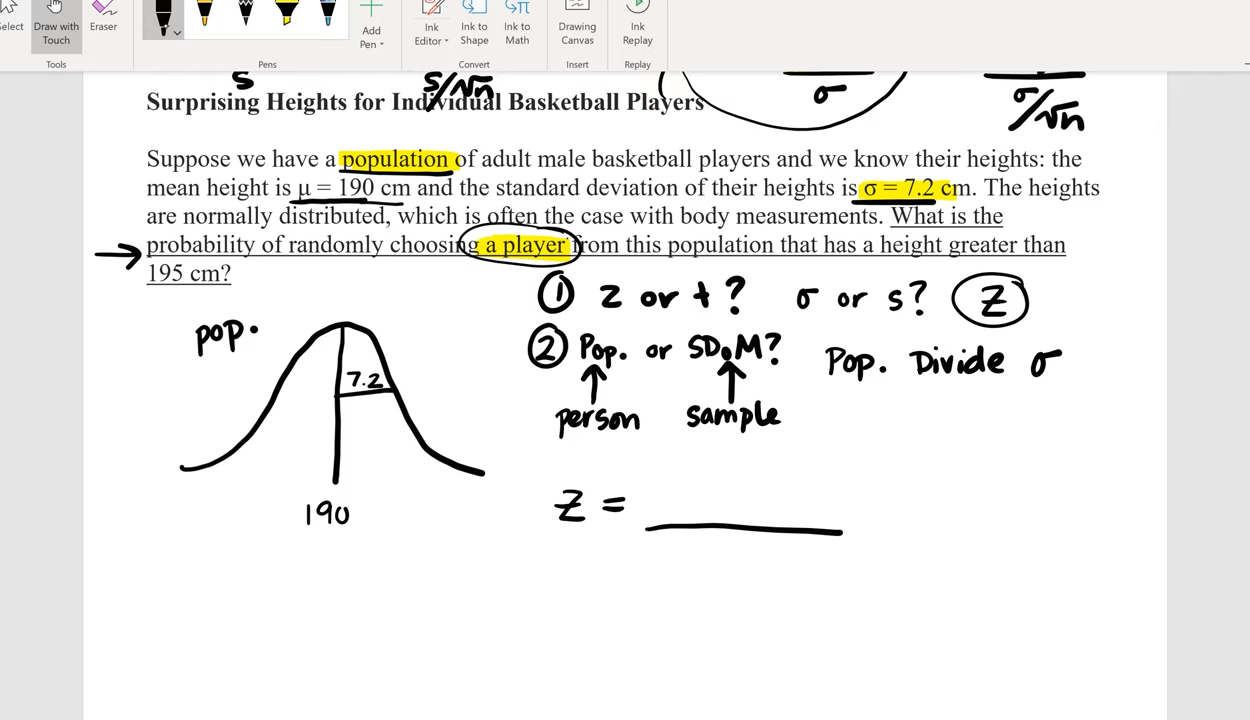 Select
Draw with
Touch
Eraser
Add
Pen
Ink
Editor
Ink to
Shape
Ink to
Math
Drawing
Canvas
Ink
Replay
Tools
Pens
Convert
Insert
Replay
s
s/√n
σ
σ/√n
Surprising Heights for Individual Basketball Players
Suppose we have a population of adult male basketball players and we know their heights: the
mean height is μ = 190 cm and the standard deviation of their heights is σ = 7.2 cm. The heights
are normally distributed, which is often the case with body measurements. What is the
probability of randomly choosing a player from this population that has a height greater than
195 cm?
① z or t? σ or s? Z
pop.
② Pop. or SDoM? Pop. Divide σ
7.2
person sample
Z =
190